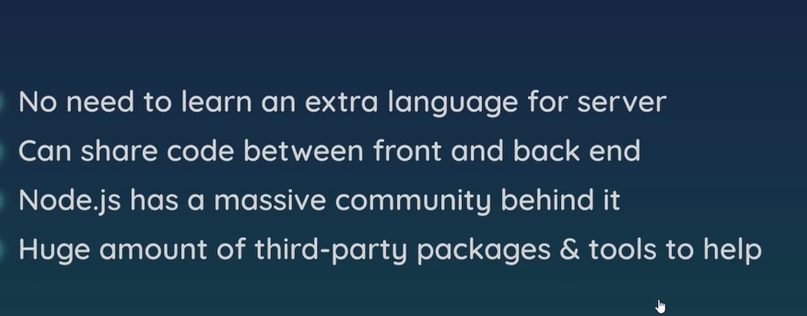 No need to learn an extra language for server
Can share code between front and back end
Node.js has a massive community behind it
Huge amount of third-party packages & tools to help